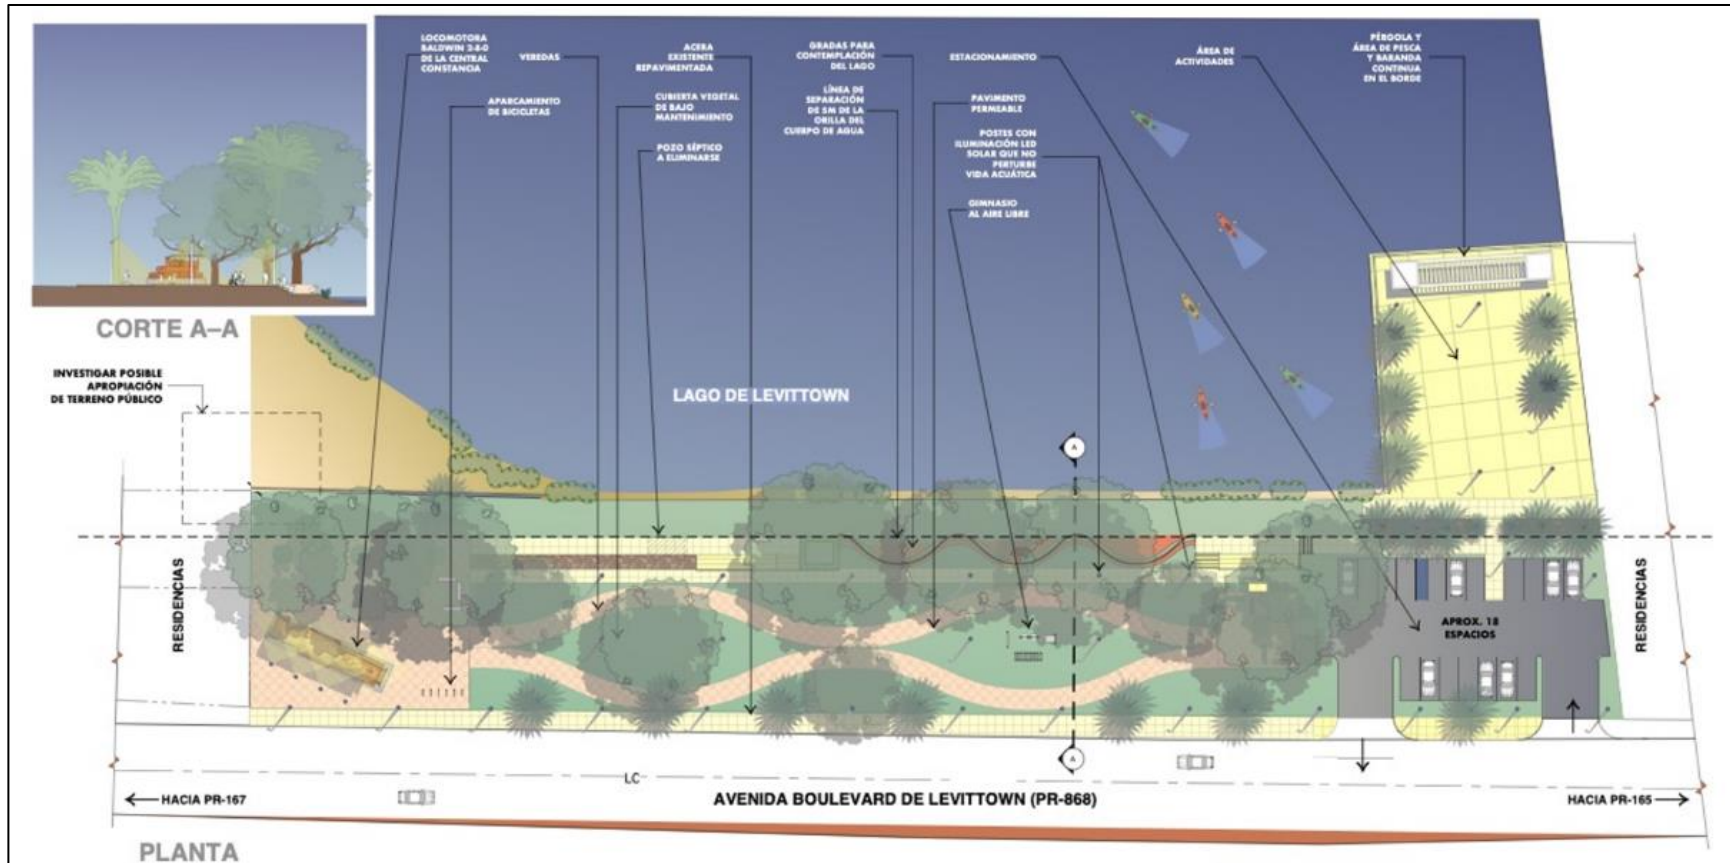 LOCOMOTORA
BALDWIN 2-8-0
DE LA CENTRAL
CONSTANCIA
VEREDAS
ACERA
EXISTENTE
REPAVIMENTADA
GRADAS PARA
CONTEMPLACIÓN
DEL LAGO
ESTACIONAMIENTO
ÁREA DE
ACTIVIDADES
PÉRGOLA Y
ÁREA DE PESCA
Y BARANDA
CONTINUA
EN EL BORDE
APARCAMIENTO
DE BICICLETAS
CUBIERTA VEGETAL
DE BAJO
MANTENIMIENTO
LÍNEA DE
SEPARACIÓN
DE 5M DE LA
ORILLA DEL
CUERPO DE AGUA
PAVIMENTO
PERMEABLE
POZO SÉPTICO
A ELIMINARSE
POSTES CON
ILUMINACIÓN LED
SOLAR QUE NO
PERTURBE
VIDA ACUÁTICA
GIMNASIO
AL AIRE LIBRE
CORTE A–A
INVESTIGAR POSIBLE
APROPIACIÓN
DE TERRENO PÚBLICO
LAGO DE LEVITTOWN
A
RESIDENCIAS
APROX. 18
ESPACIOS
RESIDENCIAS
A
LC
HACIA PR-167
AVENIDA BOULEVARD DE LEVITTOWN (PR-868)
HACIA PR-165
PLANTA